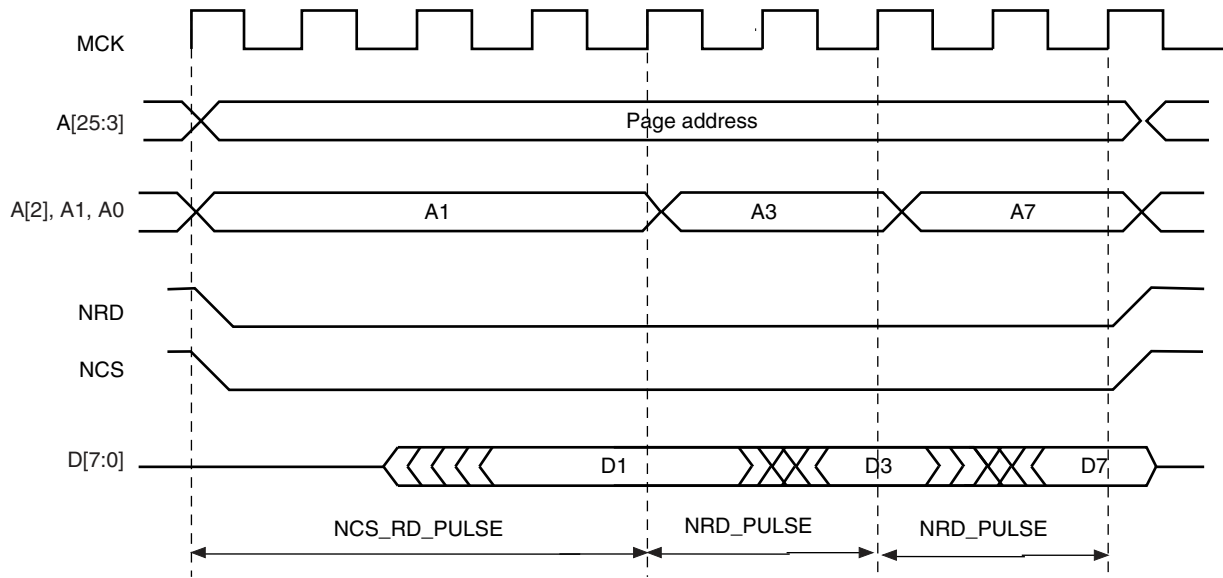 MCK
A[25:3]
Page address
A[2], A1, A0
A1
A3
A7
NRD
NCS
D[7:0]
D1
D3
D7
NCS_RD_PULSE
NRD_PULSE
NRD_PULSE